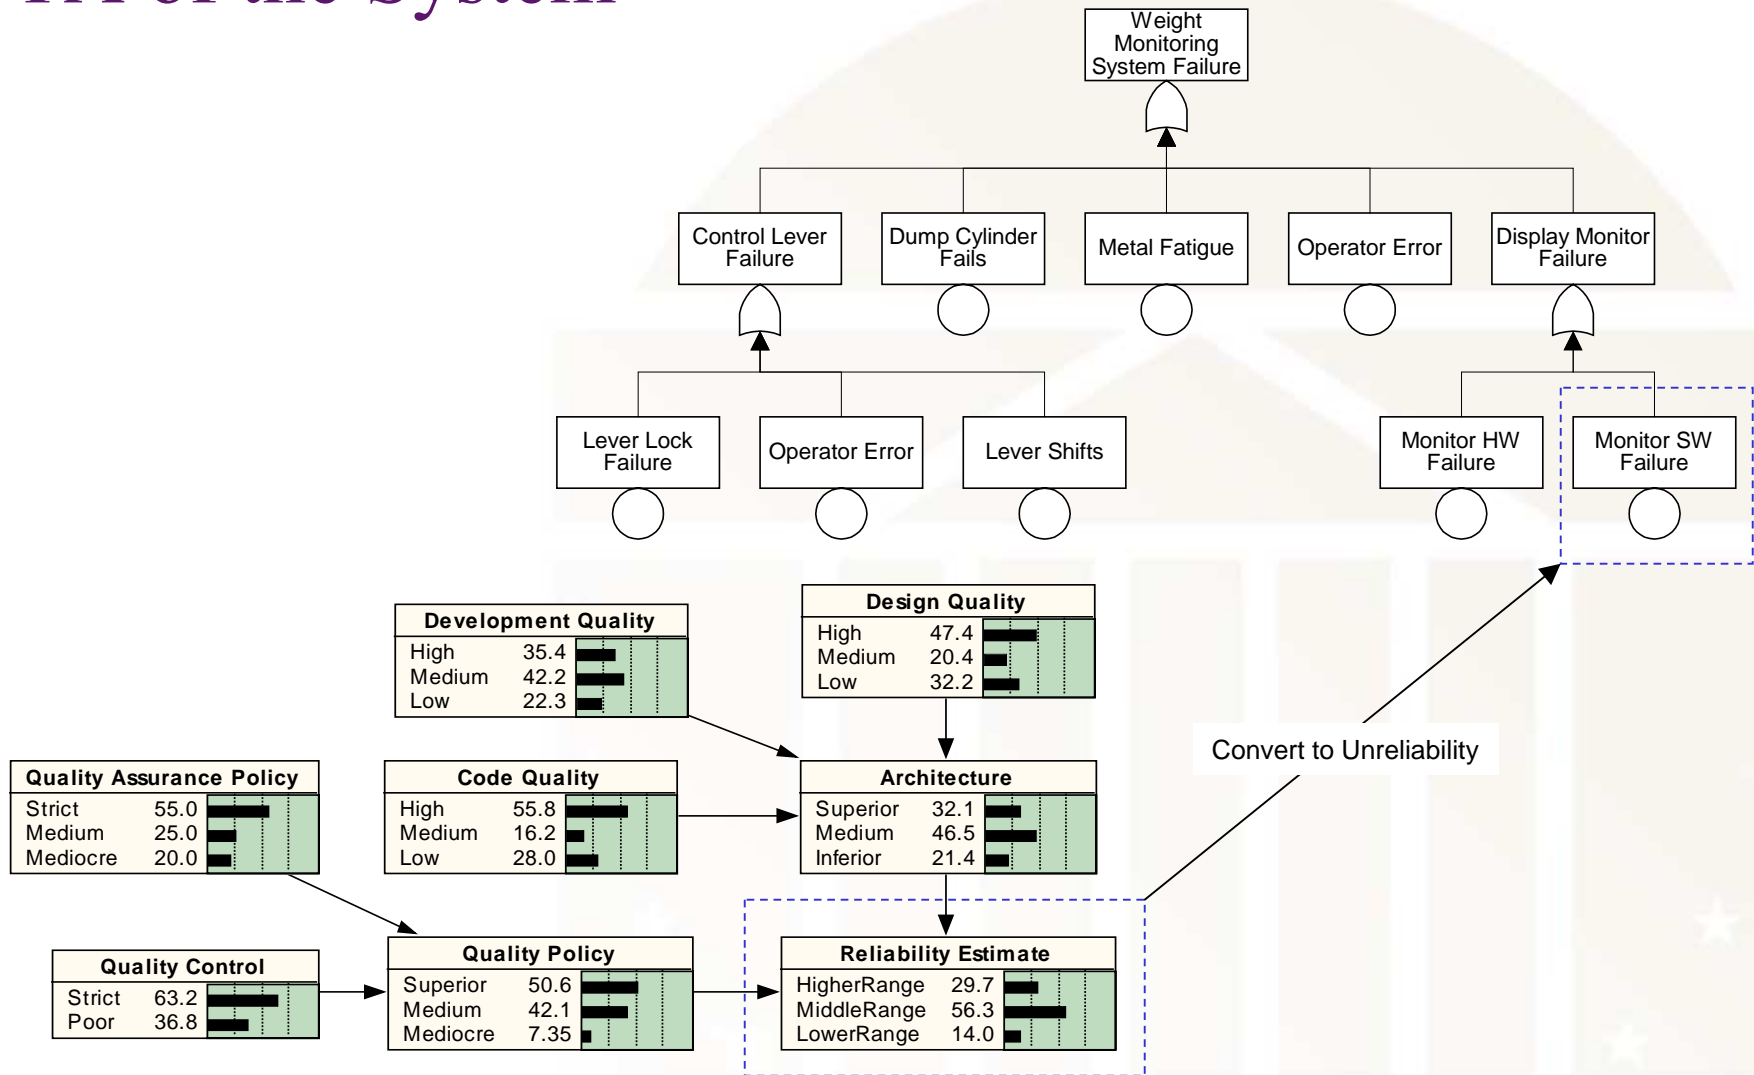 of the System
Weight
Monitoring
System Failure
Control Lever
Failure
Dump Cylinder
Fails
Metal Fatigue
Operator Error
Display Monitor
Failure
Lever Lock
Failure
Operator Error
Lever Shifts
Monitor HW
Failure
Monitor SW
Failure
Development Quality
High 35.4
Medium 42.2
Low 22.3
Design Quality
High 47.4
Medium 20.4
Low 32.2
Convert to Unreliability
Quality Assurance Policy
Strict 55.0
Medium 25.0
Mediocre 20.0
Code Quality
High 55.8
Medium 16.2
Low 28.0
Architecture
Superior 32.1
Medium 46.5
Inferior 21.4
Quality Control
Strict 63.2
Poor 36.8
Quality Policy
Superior 50.6
Medium 42.1
Mediocre 7.35
Reliability Estimate
HigherRange 29.7
MiddleRange 56.3
LowerRange 14.0